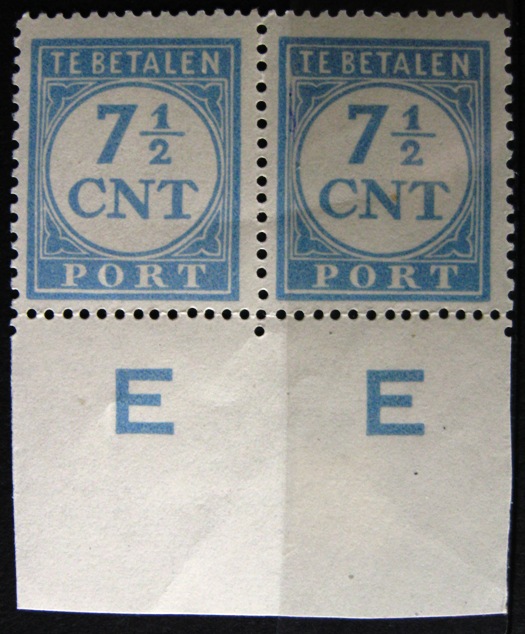 TE BETALEN
7 1/2
CNT
PORT
TE BETALEN
7 1/2
CNT
PORT
E E